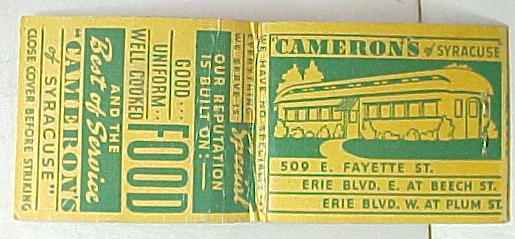 "CAMERON'S of SYRACUSE
509 E. FAYETTE ST.
ERIE BLVD. E. AT BEECH ST.
ERIE BLVD. W. AT PLUM ST.
WE HAVE NO SPECIALS
EVERYTHING
WE SERVE IS Special
OUR REPUTATION
IS BUILT ON:—
GOOD...
UNIFORM..
WELL COOKED
FOOD
AND THE
Best of Service
"CAMERON'S
of SYRACUSE"
CLOSE COVER BEFORE STRIKING